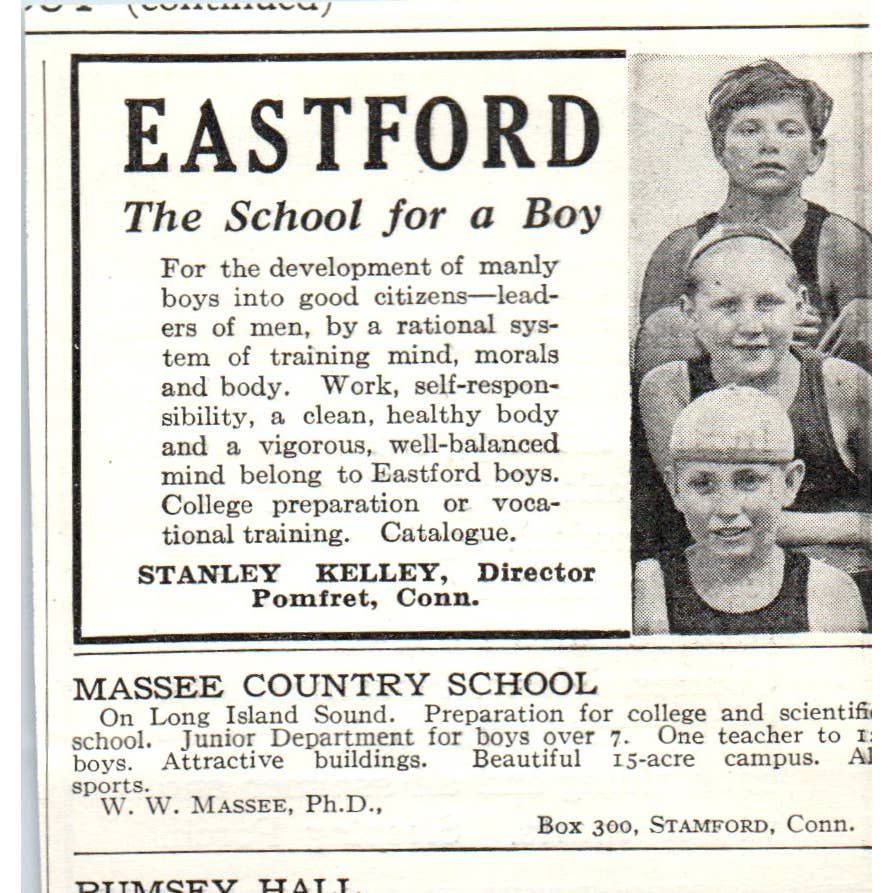 (continued)
EASTFORD
The School for a Boy
For the development of manly
boys into good citizens—lead-
ers of men, by a rational sys-
tem of training mind, morals
and body. Work, self-respon-
sibility, a clean, healthy body
and a vigorous, well-balanced
mind belong to Eastford boys.
College preparation or voca-
tional training. Catalogue.
STANLEY KELLEY, Director
Pomfret, Conn.
MASSEE COUNTRY SCHOOL
On Long Island Sound. Preparation for college and scientific
school. Junior Department for boys over 7. One teacher to
boys. Attractive buildings. Beautiful 15-acre campus.
sports.
W. W. MASSEE, Ph.D.,
Box 300, STAMFORD, Conn.
RUMSEY HALL